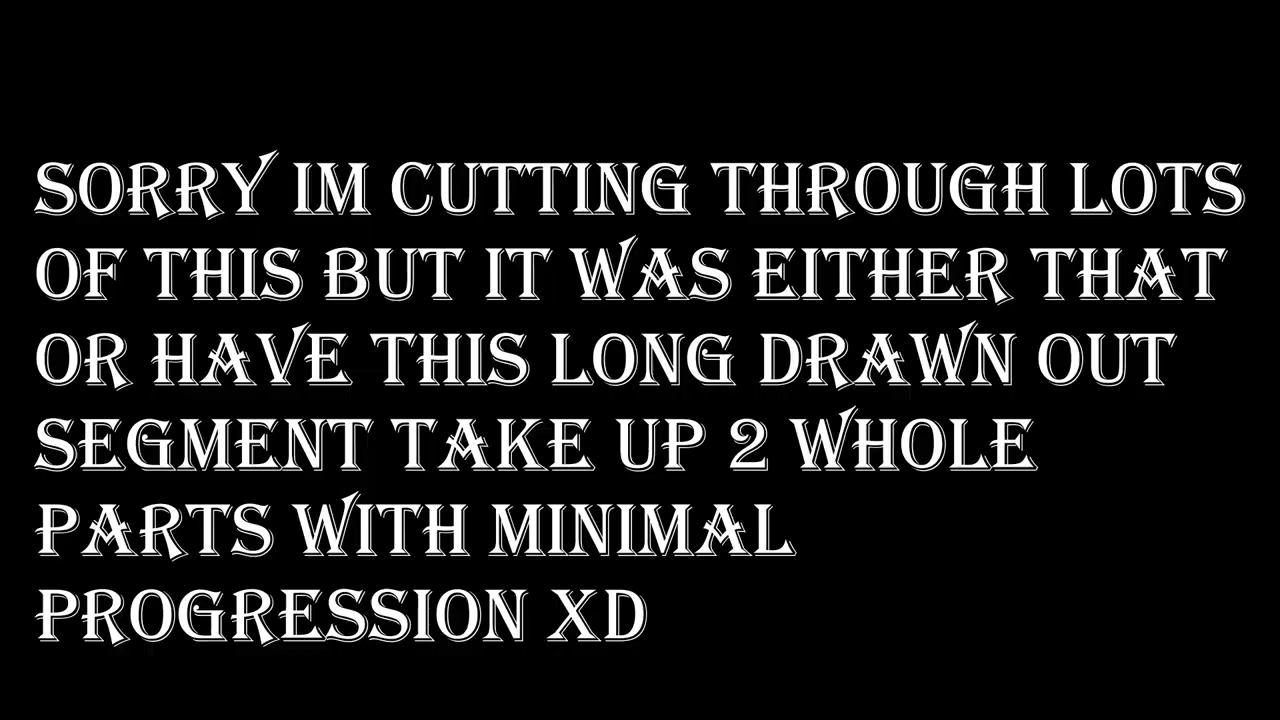 SORRY IM CUTTING THROUGH LOTS
OF THIS BUT IT WAS EITHER THAT
OR HAVE THIS LONG DRAWN OUT
SEGMENT TAKE UP 2 WHOLE
PARTS WITH MINIMAL
PROGRESSION XD